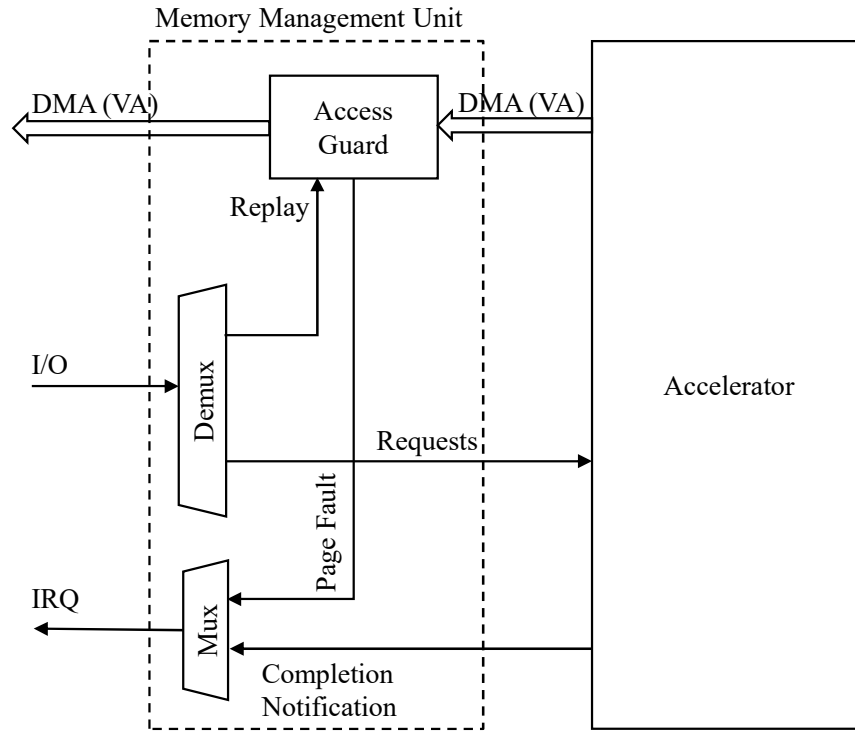 Memory Management Unit
DMA (VA)
Access
Guard
DMA (VA)
Replay
I/O
Demux
Accelerator
Requests
Page Fault
IRQ
Mux
Completion
Notification